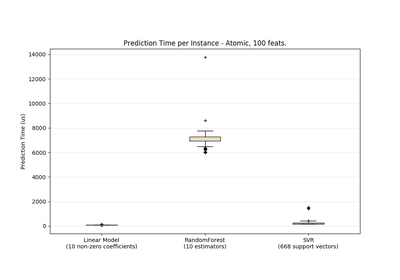 Prediction Time per Instance - Atomic, 100 feats.
14000
12000
10000
8000
6000
4000
2000
0
Prediction Time (us)
Linear Model
(10 non-zero coefficients)
RandomForest
(10 estimators)
SVR
(668 support vectors)